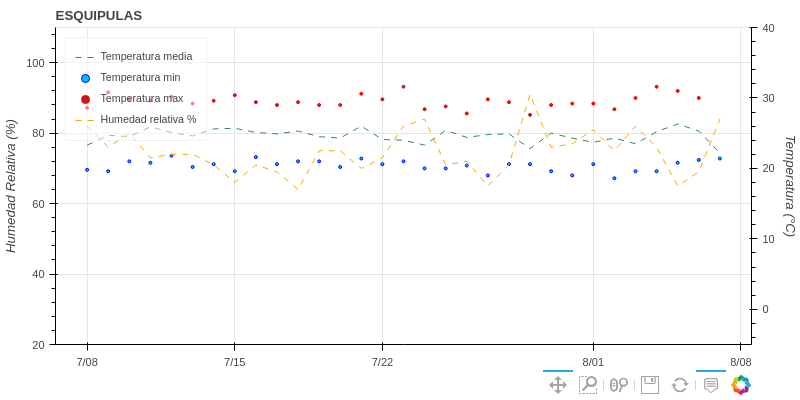 ESQUIPULAS
Temperatura media
Temperatura min
Temperatura max
Humedad relativa %
Humedad Relativa (%)
100
80
60
40
20
Temperatura (°C)
40
30
20
10
0
7/08 7/15 7/22 8/01 8/08